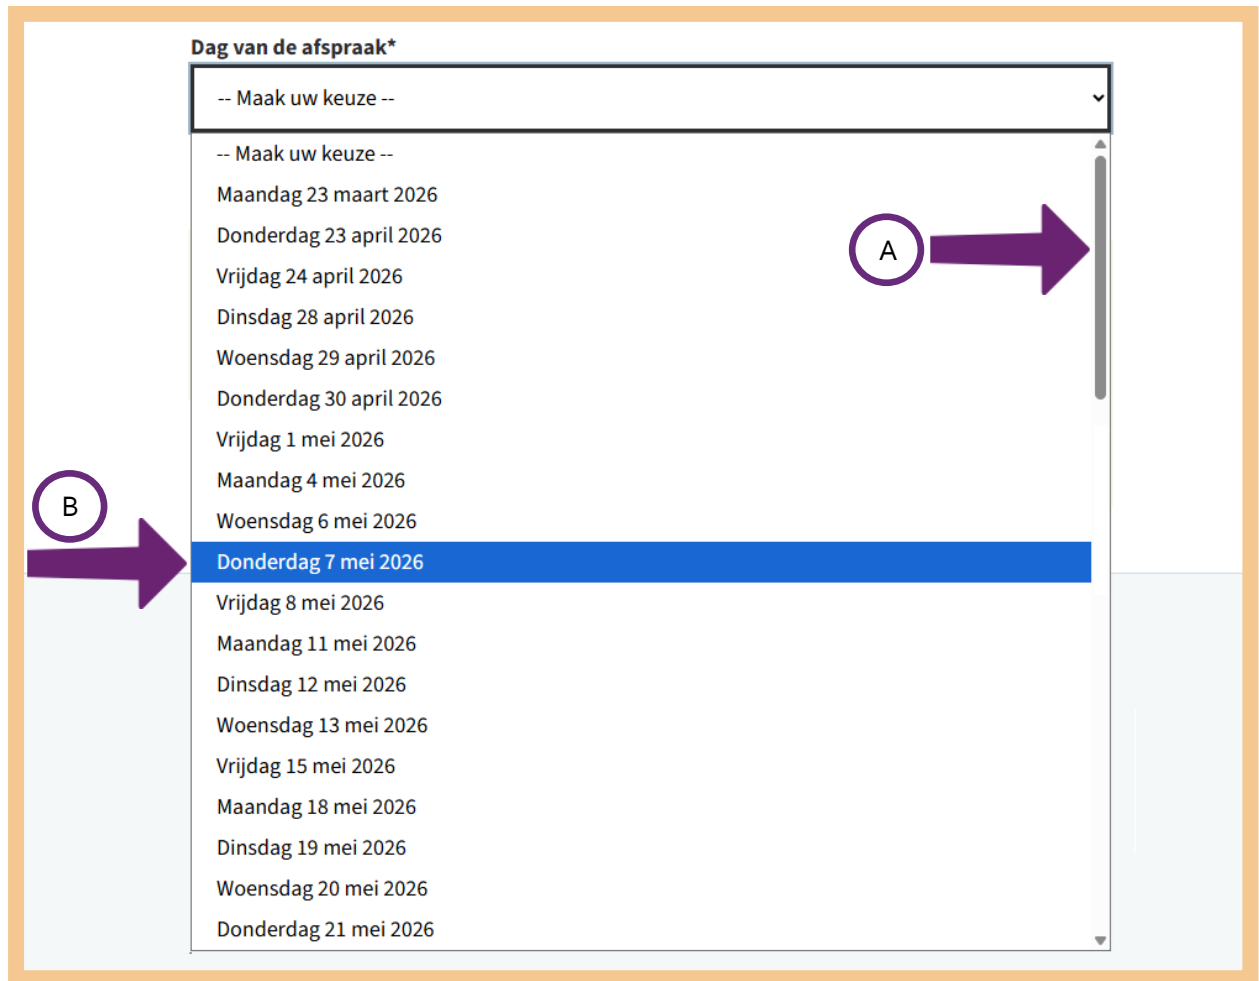 Dag van de afspraak*
-- Maak uw keuze --
-- Maak uw keuze --
Maandag 23 maart 2026
Donderdag 23 april 2026
A
Vrijdag 24 april 2026
Dinsdag 28 april 2026
Woensdag 29 april 2026
Donderdag 30 april 2026
Vrijdag 1 mei 2026
Maandag 4 mei 2026
B
Woensdag 6 mei 2026
Donderdag 7 mei 2026
Vrijdag 8 mei 2026
Maandag 11 mei 2026
Dinsdag 12 mei 2026
Woensdag 13 mei 2026
Vrijdag 15 mei 2026
Maandag 18 mei 2026
Dinsdag 19 mei 2026
Woensdag 20 mei 2026
Donderdag 21 mei 2026